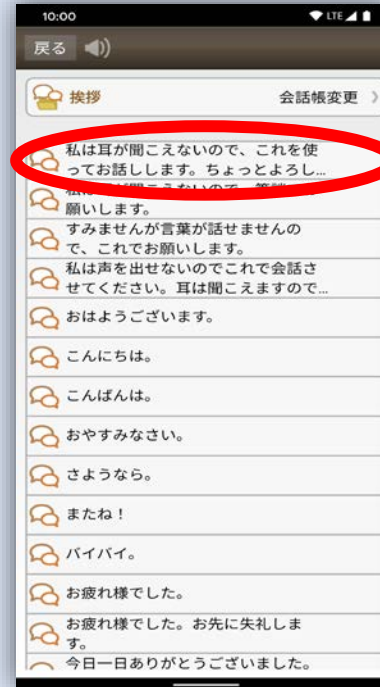 10:00
LTE
戻る
挨拶
会話帳変更
私は耳が聞こえないので、これを使
ってお話しします。ちょっとよろし...
願いします。
すみませんが言葉が話せませんの
で、これでお願いします。
私は声を出せないのでこれで会話さ
せてください。耳は聞こえますので...
おはようございます。
こんにちは。
こんばんは。
おやすみなさい。
さようなら。
またね！
バイバイ。
お疲れ様でした。
お疲れ様でした。お先に失礼しま
す。
今日一日ありがとうございました。